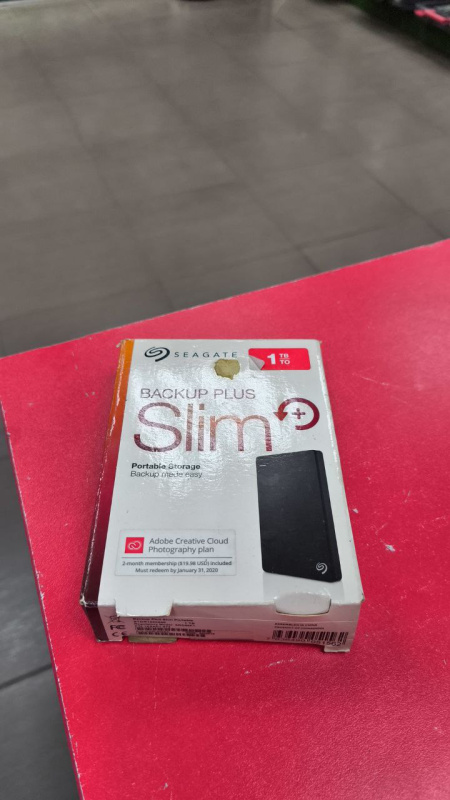 SEAGATE
1 TB
TO
BACKUP PLUS
Slim
Portable Storage
Backup made easy
Adobe Creative Cloud
Photography plan
2-month membership ($19.98 USD) included
Must redeem by January 31, 2020